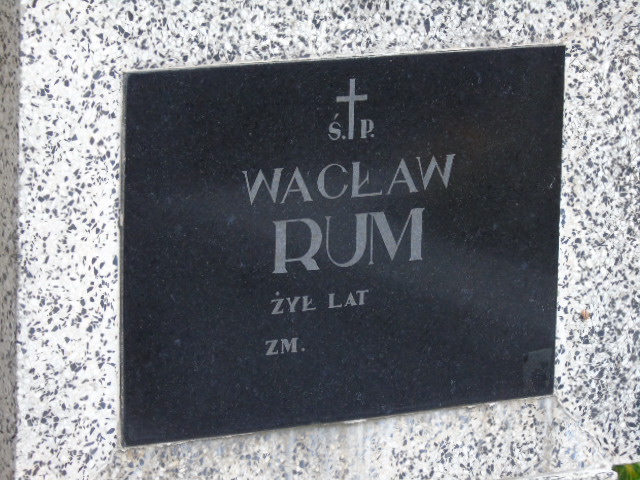 Ś.P.
WACŁAW
RUM
ŻYŁ LAT
ZM.